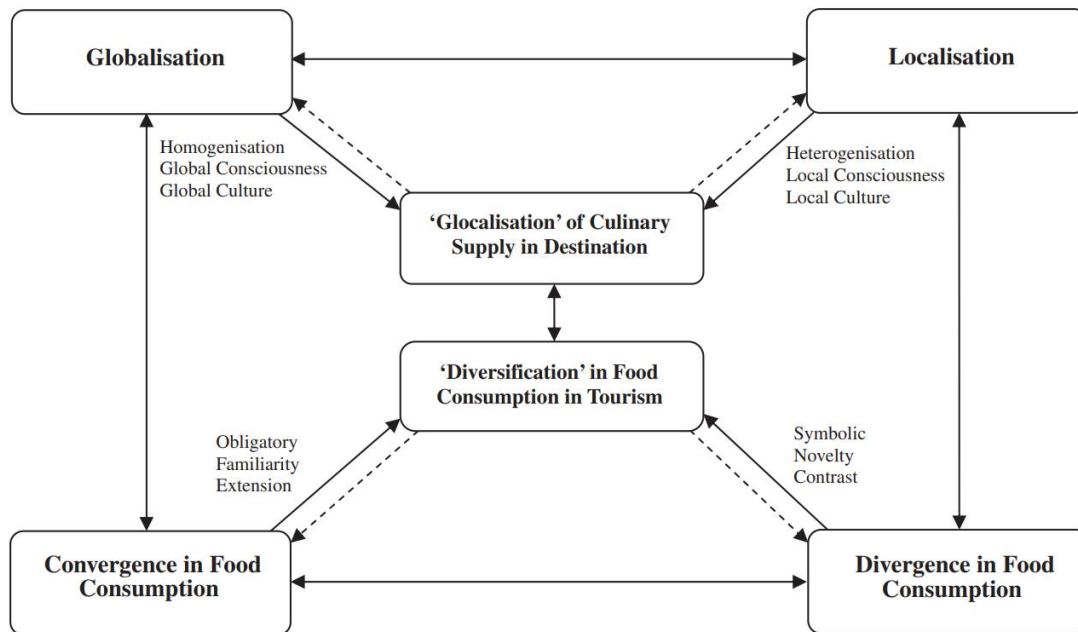 Globalisation
Localisation
Homogenisation
Global Consciousness
Global Culture
Heterogenisation
Local Consciousness
Local Culture
‘Glocalisation’ of Culinary
Supply in Destination
‘Diversification’ in Food
Consumption in Tourism
Obligatory
Familiarity
Extension
Symbolic
Novelty
Contrast
Convergence in Food
Consumption
Divergence in Food
Consumption